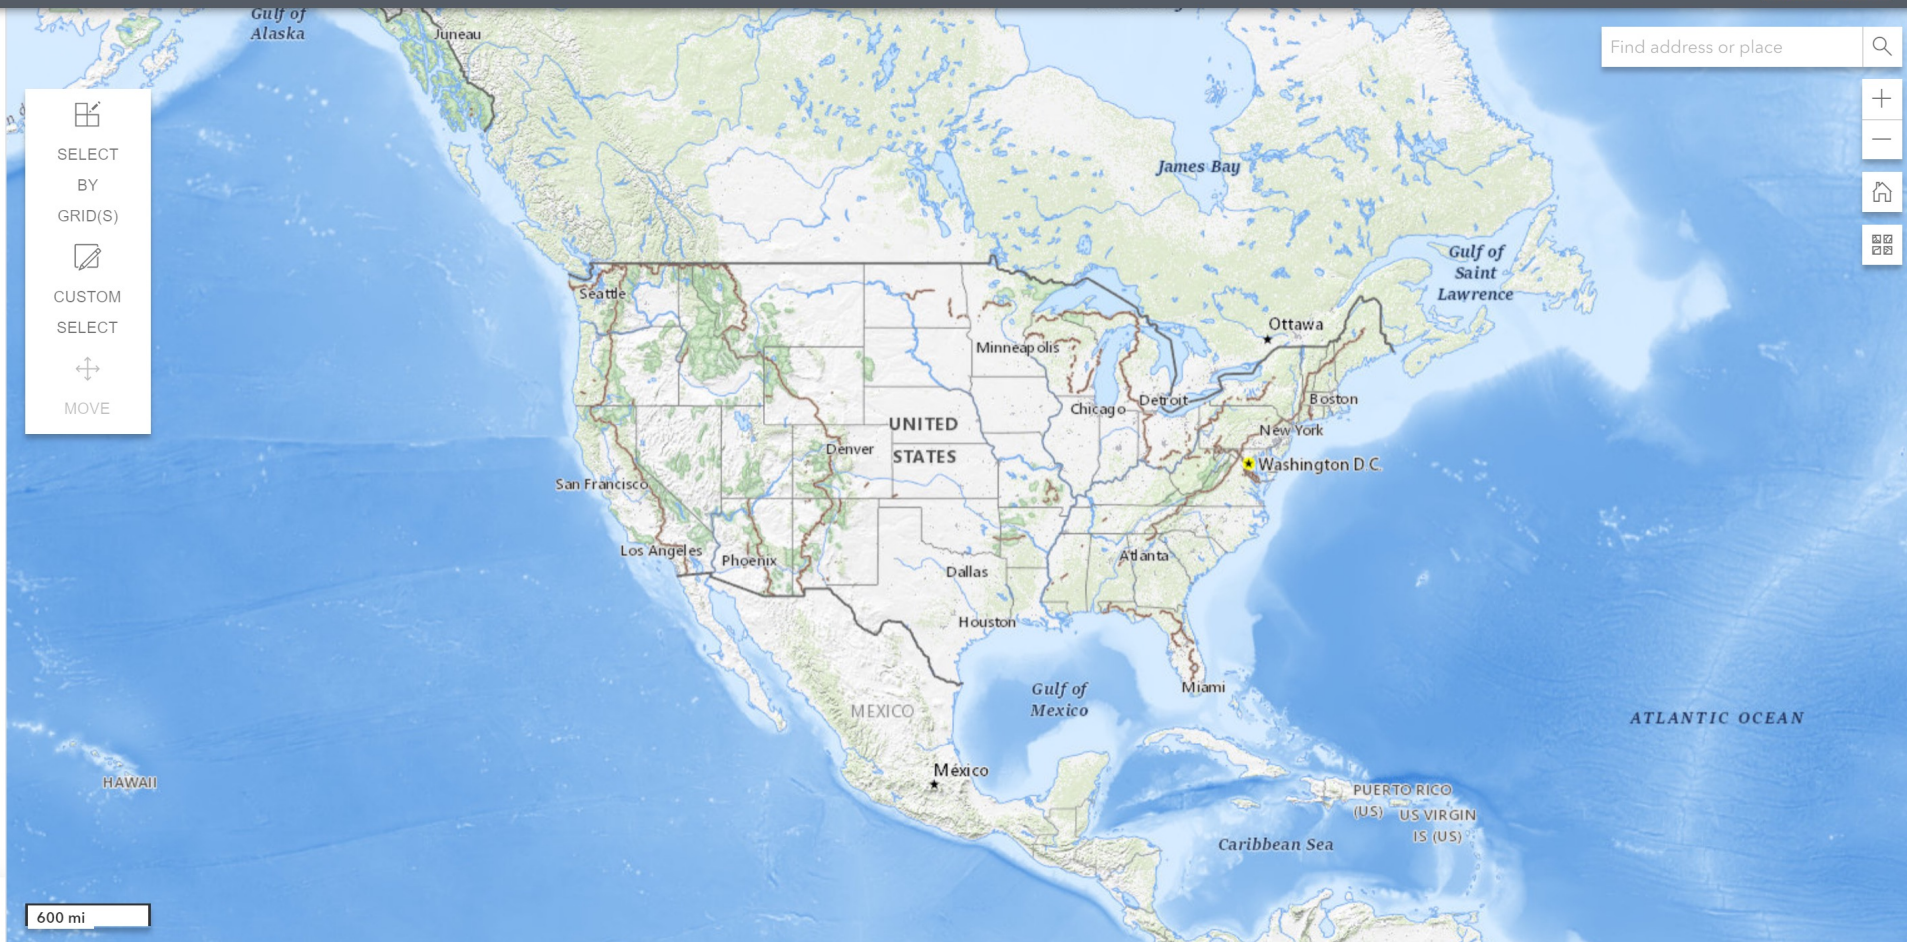 Gulf of
Alaska
Juneau
Find address or place
SELECT
BY
GRID(S)
CUSTOM
SELECT
MOVE
James Bay
Gulf of
Saint
Lawrence
Seattle
Ottawa
Minneapolis
Chicago
Detroit
Boston
UNITED
STATES
New York
Denver
Washington D C
San Francisco
Los Angeles
Phoenix
Atlanta
Dallas
Houston
Miami
Gulf of
Mexico
MEXICO
ATLANTIC OCEAN
México
HAWAII
PUERTO RICO
(US)
US VIRGIN
IS (US)
Caribbean Sea
600 mi